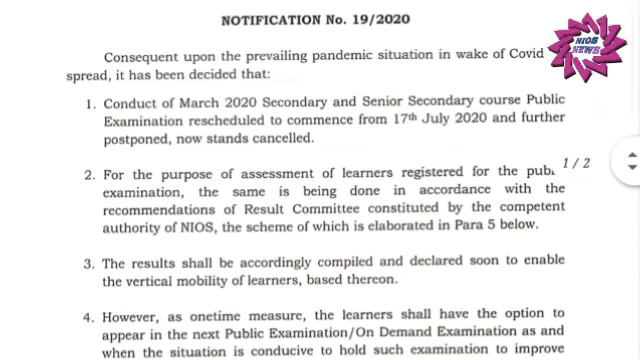 NOTIFICATION No. 19/2020
NIOS
NEWS
Consequent upon the prevailing pandemic situation in wake of Covid
spread, it has been decided that:
1. Conduct of March 2020 Secondary and Senior Secondary course Public
Examination rescheduled to commence from 17th July 2020 and further
postponed, now stands cancelled.
1 / 2
2. For the purpose of assessment of learners registered for the
examination, the same is being done in accordance with the
recommendations of Result Committee constituted by the competent
authority of NIOS, the scheme of which is elaborated in Para 5 below.
3. The results shall be accordingly compiled and declared soon to enable
the vertical mobility of learners, based thereon.
4. However, as onetime measure, the learners shall have the option to
appear in the next Public Examination/On Demand Examination as and
when the situation is conducive to hold such examination to improve